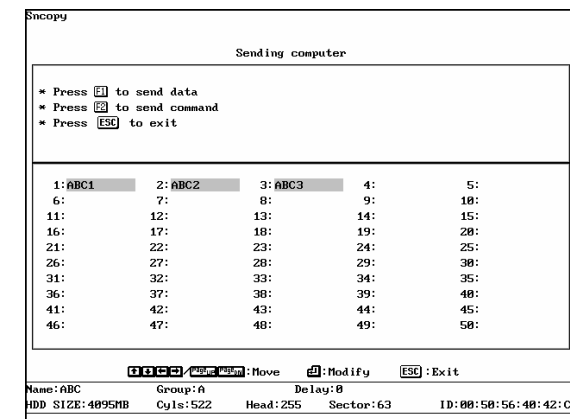 Sncopy
Sending computer
* Press F1 to send data
* Press F2 to send command
* Press ESC to exit
1:ABC1 2:ABC2 3:ABC3 4: 5:
6: 7: 8: 9: 10:
11: 12: 13: 14: 15:
16: 17: 18: 19: 20:
21: 22: 23: 24: 25:
26: 27: 28: 29: 30:
31: 32: 33: 34: 35:
36: 37: 38: 39: 40:
41: 42: 43: 44: 45:
46: 47: 48: 49: 50:
↑↓←→/PageUp PageDn:Move ↵:Modify ESC:Exit
Name:ABC Group:A Delay:0
HDD SIZE:4095MB Cyls:522 Head:255 Sector:63 ID:00:50:56:40:42:C